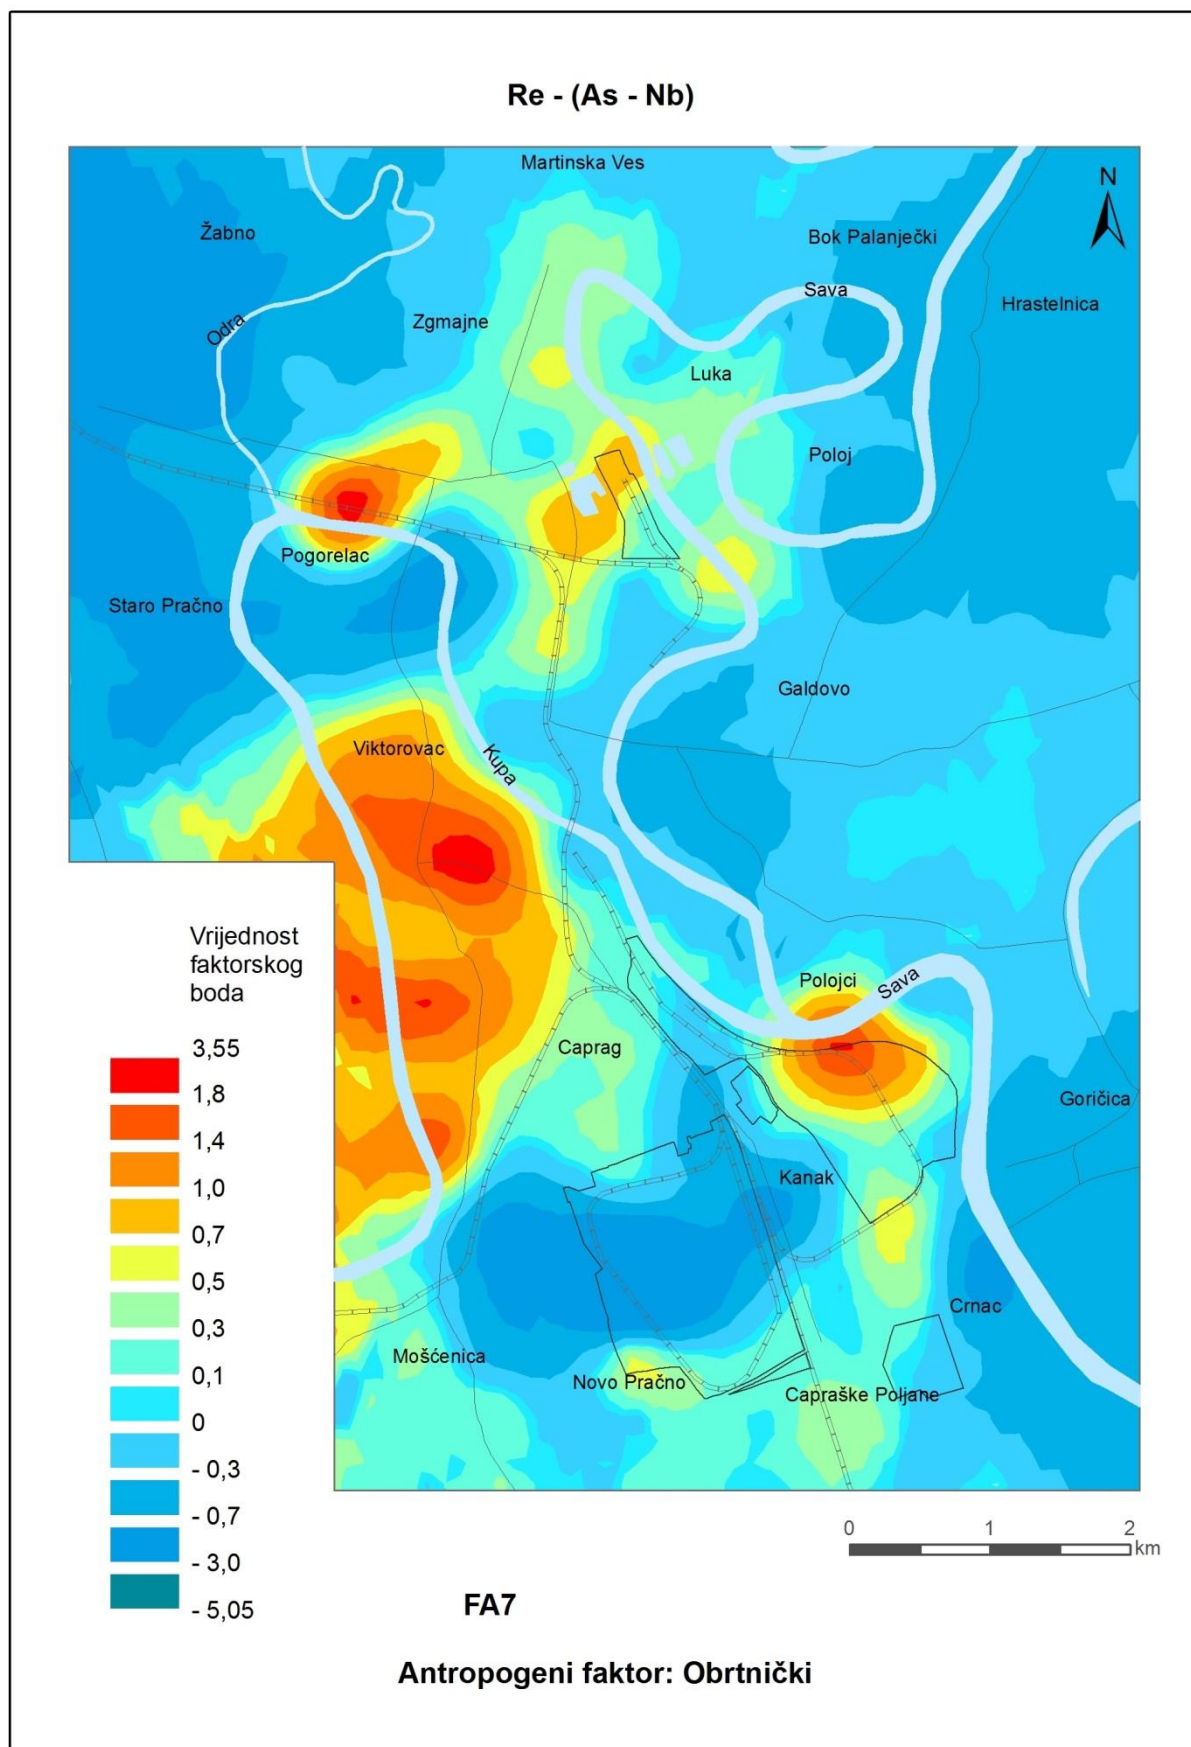 Re - (As - Nb)
Martinska Ves
N
Žabno
Bok Palanječki
Sava
Hrastelnica
Odra
Zgmajne
Luka
Poloj
Pogorelac
Staro Pračno
Galdovo
Viktorovac
Kupa
Vrijednost
faktorskog
boda
Polojci
Sava
Caprag
Goričica
Kanak
Crnac
Mošćenica
Novo Pračno
Capraške Poljane
3,55
1,8
1,4
1,0
0,7
0,5
0,3
0,1
0
- 0,3
- 0,7
- 3,0
- 5,05
0 1 2
km
FA7
Antropogeni faktor: Obrtnički